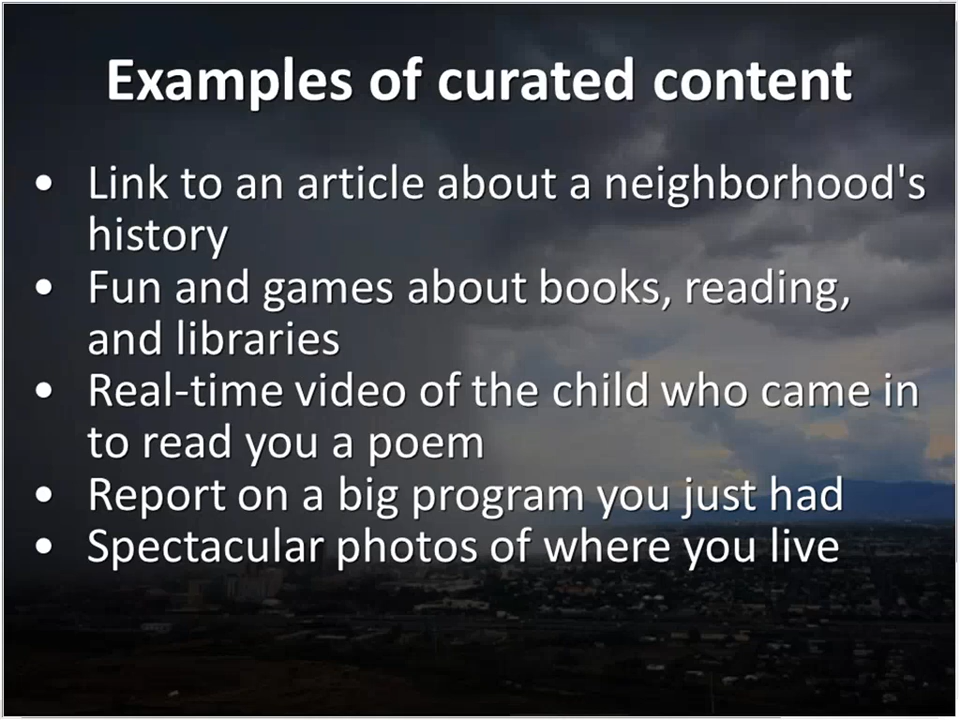 Examples of curated content
• Link to an article about a neighborhood's
history
• Fun and games about books, reading,
and libraries
• Real-time video of the child who came in
to read you a poem
• Report on a big program you just had
• Spectacular photos of where you live